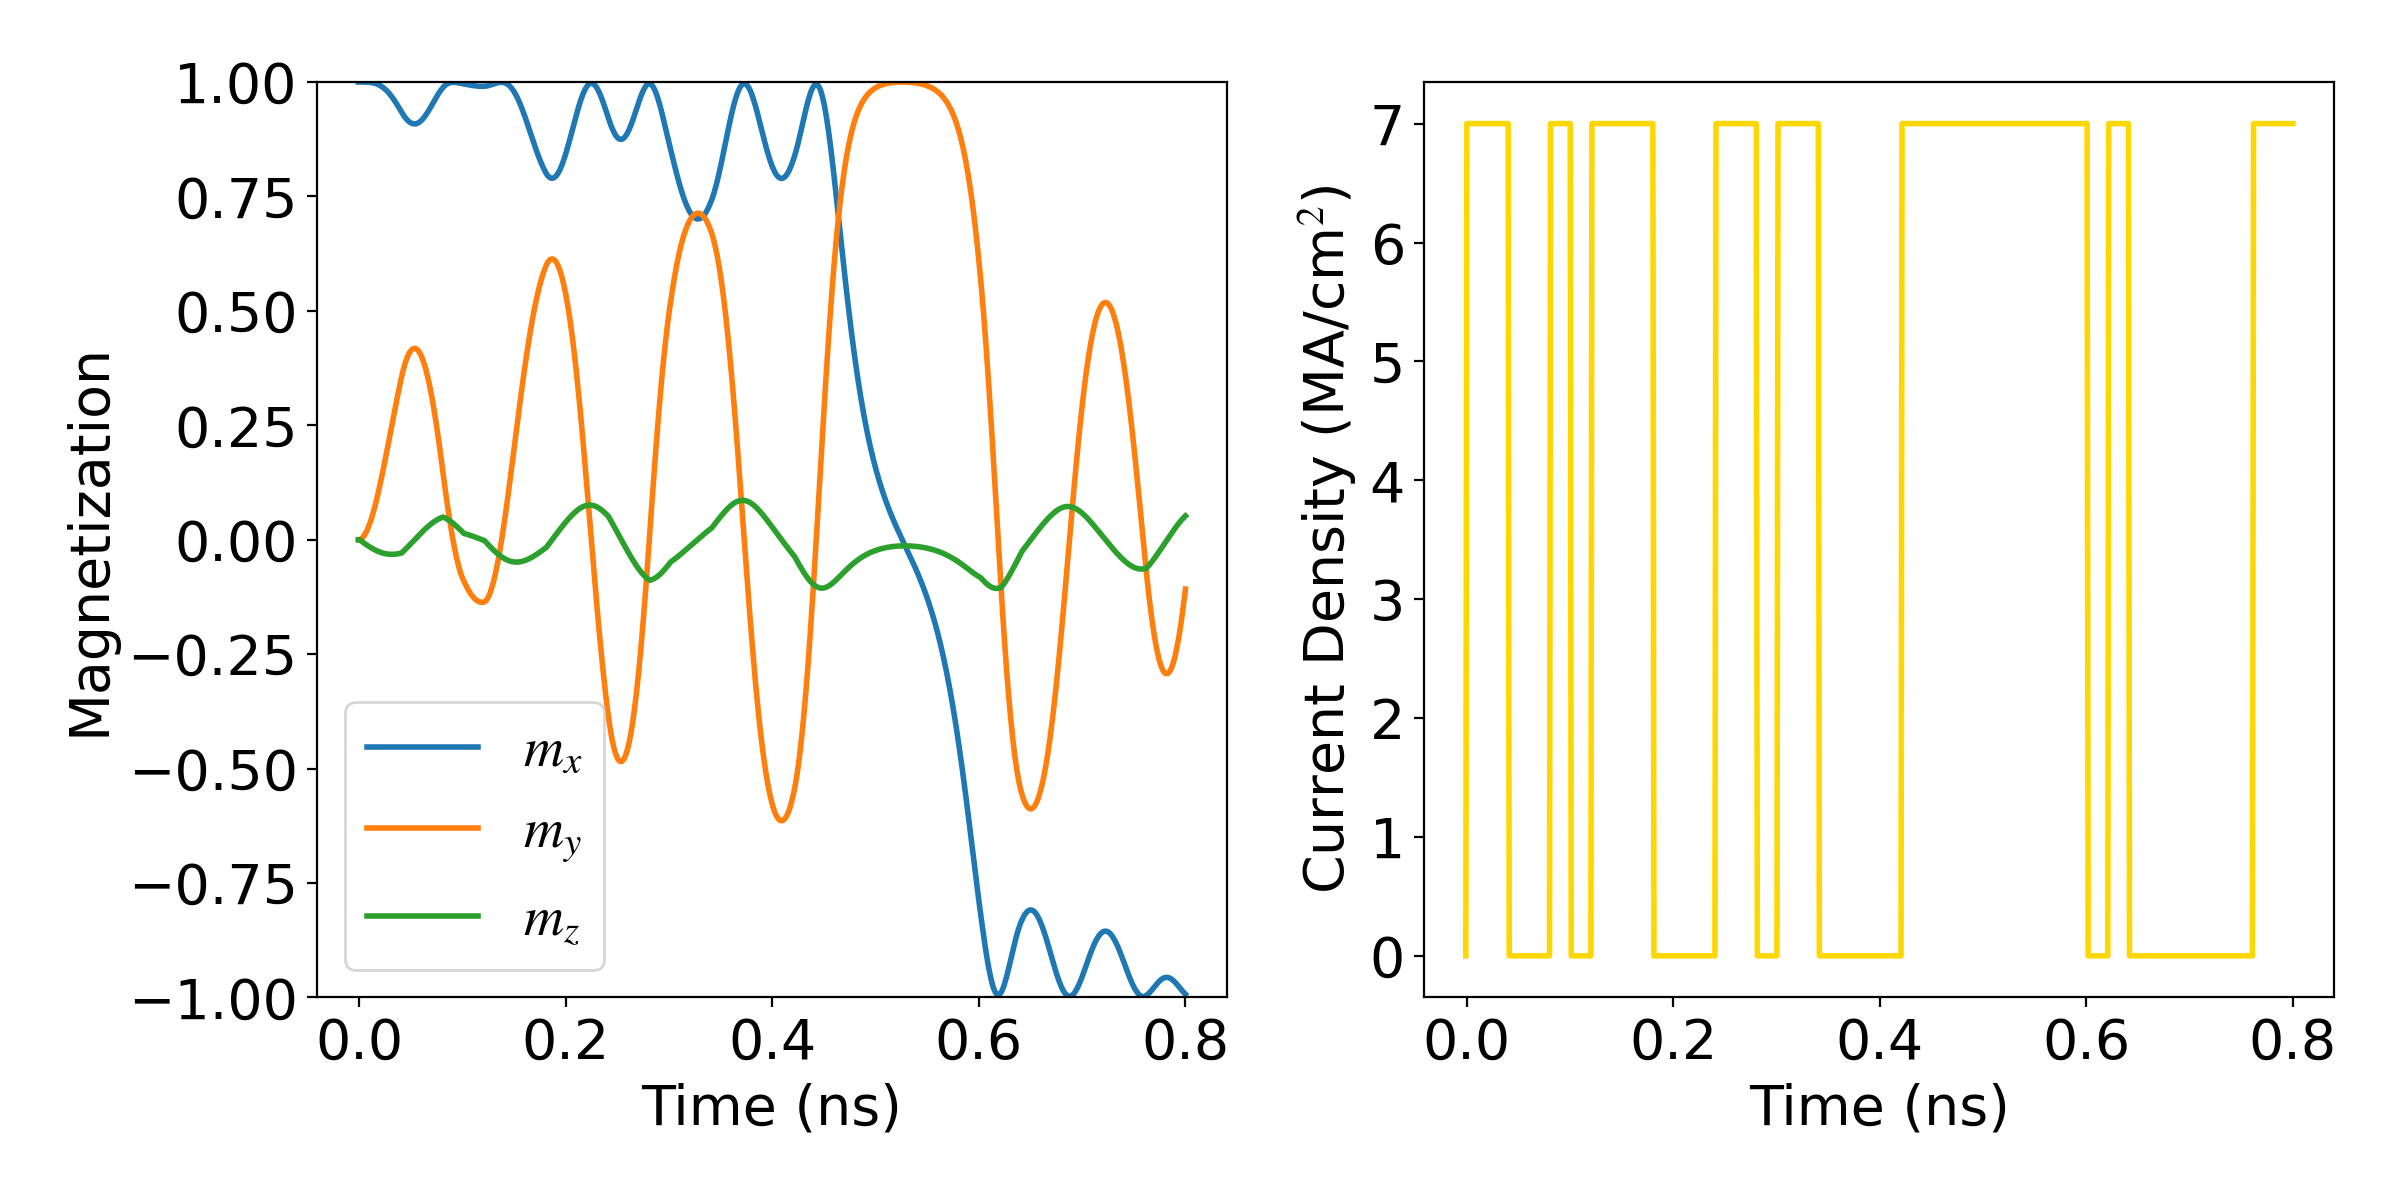 Magnetization
1.00
0.75
0.50
0.25
0.00
−0.25
−0.50
−0.75
−1.00
m_x
m_y
m_z
0.0 0.2 0.4 0.6 0.8
Time (ns)
Current Density (MA/cm²)
7
6
5
4
3
2
1
0
0.0 0.2 0.4 0.6 0.8
Time (ns)